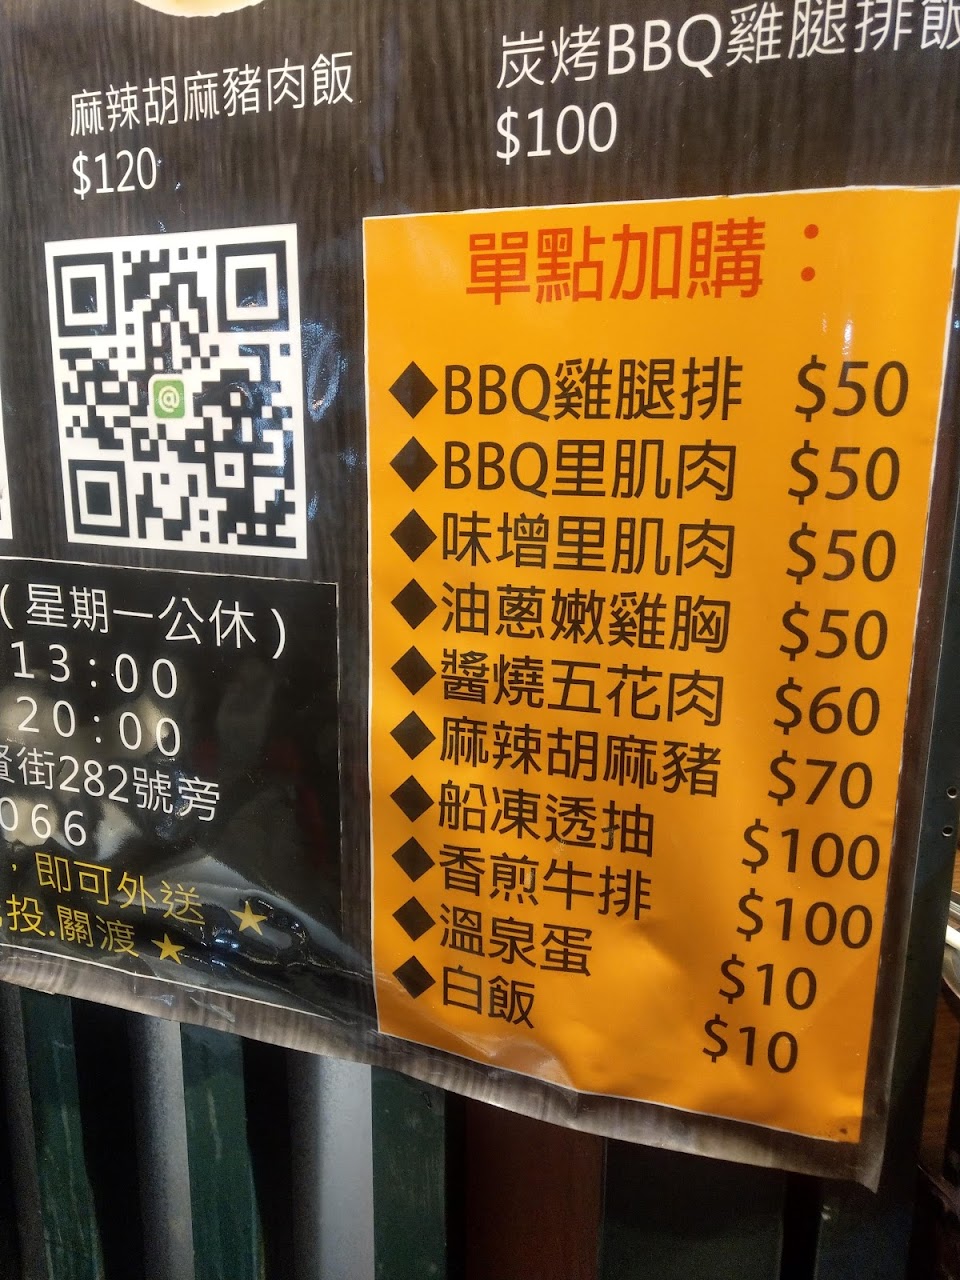 麻辣胡麻豬肉飯
$120
炭烤BBQ雞腿排飯
$100
單點加購：
◆BBQ雞腿排 $50
◆BBQ里肌肉 $50
◆味增里肌肉 $50
◆油蔥嫩雞胸 $50
◆醬燒五花肉 $60
◆麻辣胡麻豬 $70
◆船凍透抽 $100
◆香煎牛排 $100
◆溫泉蛋 $10
◆白飯 $10
@
(星期一公休)
13:00
20:00
街282號旁
066
，即可外送 ★
投.關渡 ★